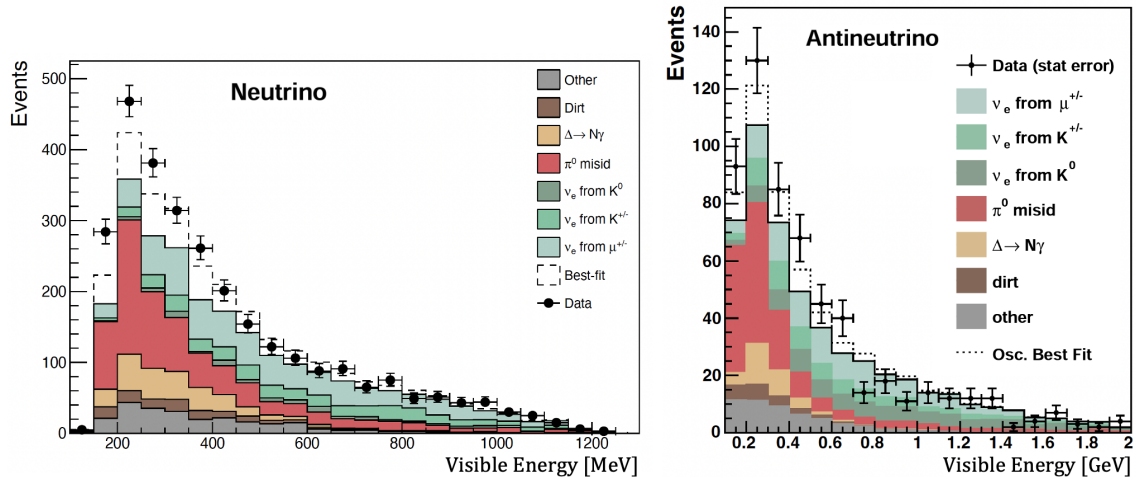 Neutrino
Events
500
400
300
200
100
0
200 400 600 800 1000 1200
Visible Energy [MeV]
Other
Dirt
Δ→ Nγ
π⁰ misid
νₑ from K⁰
νₑ from K⁺/⁻
νₑ from μ⁺/⁻
Best-fit
Data
Antineutrino
Events
140
120
100
80
60
40
20
0
0.2 0.4 0.6 0.8 1 1.2 1.4 1.6 1.8 2
Visible Energy [GeV]
Data (stat error)
νₑ from μ⁺/⁻
νₑ from K⁺/⁻
νₑ from K⁰
π⁰ misid
Δ→ Nγ
dirt
other
Osc. Best Fit